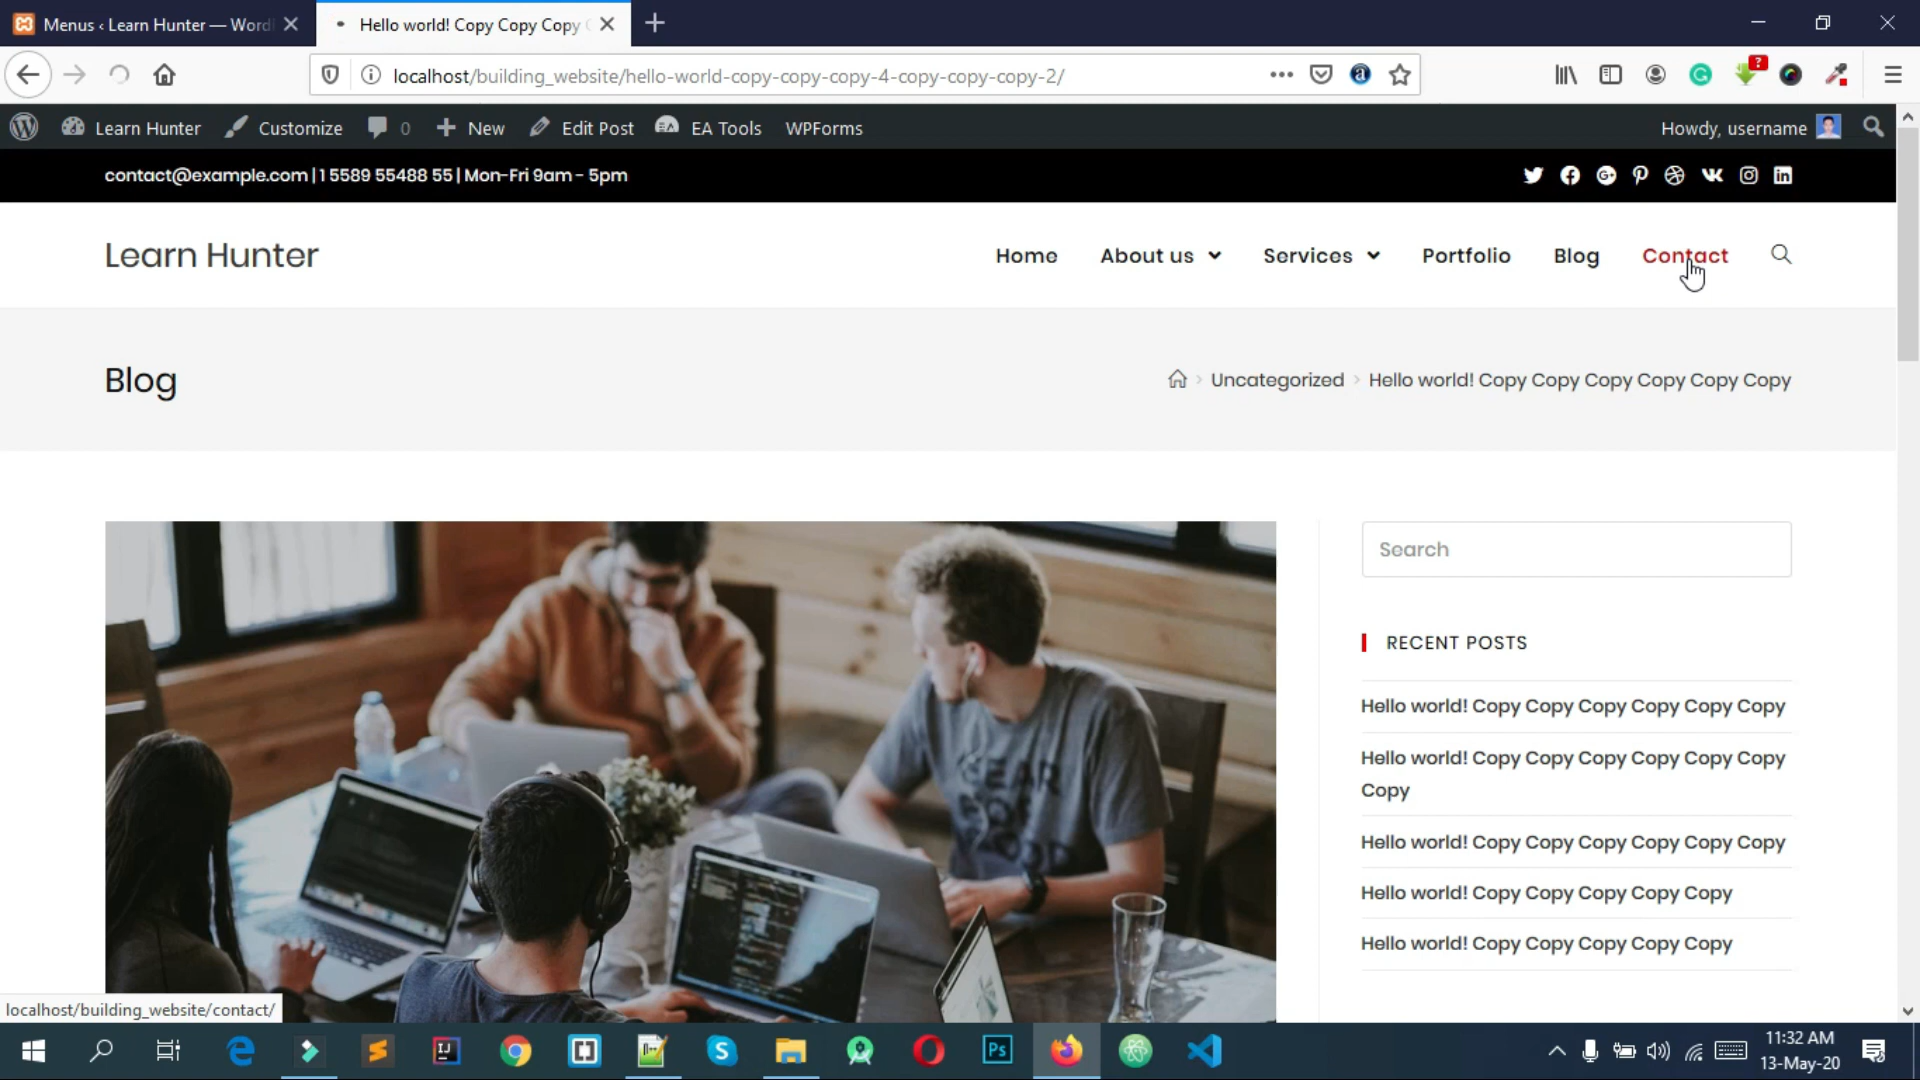 Menus ‹ Learn Hunter — Word
Hello world! Copy Copy Copy
localhost/building_website/hello-world-copy-copy-copy-4-copy-copy-copy-2/
?
Learn Hunter
Customize
0
New
Edit Post
EA Tools
WPForms
Howdy, username
contact@example.com | 1 5589 55488 55 | Mon-Fri 9am - 5pm
Learn Hunter
Home
About us
Services
Portfolio
Blog
Contact
Blog
Uncategorized > Hello world! Copy Copy Copy Copy Copy Copy
Search
RECENT POSTS
Hello world! Copy Copy Copy Copy Copy Copy
Hello world! Copy Copy Copy Copy Copy Copy
Copy
Hello world! Copy Copy Copy Copy Copy Copy
Hello world! Copy Copy Copy Copy Copy
Hello world! Copy Copy Copy Copy Copy
localhost/building_website/contact/
11:32 AM
13-May-20